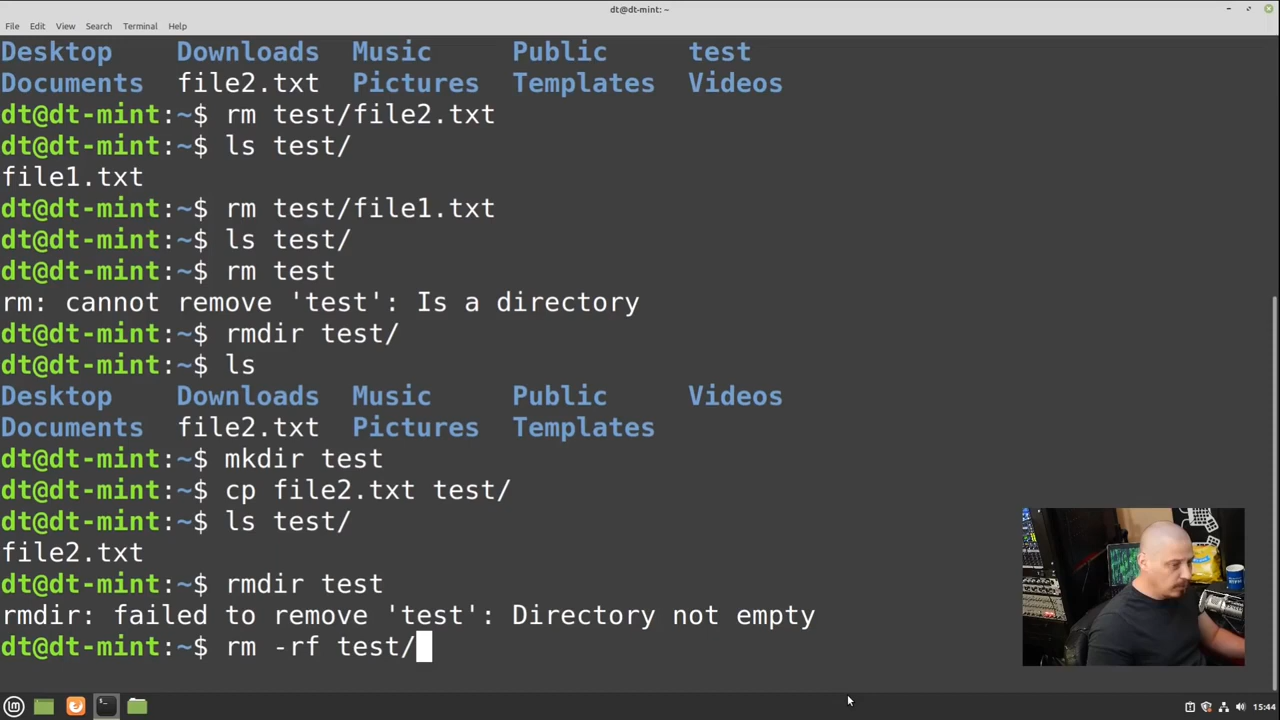 dt@dt-mint: ~
File Edit View Search Terminal Help
Desktop Downloads Music Public test
Documents file2.txt Pictures Templates Videos
dt@dt-mint:~$ rm test/file2.txt
dt@dt-mint:~$ ls test/
file1.txt
dt@dt-mint:~$ rm test/file1.txt
dt@dt-mint:~$ ls test/
dt@dt-mint:~$ rm test
rm: cannot remove 'test': Is a directory
dt@dt-mint:~$ rmdir test/
dt@dt-mint:~$ ls
Desktop Downloads Music Public Videos
Documents file2.txt Pictures Templates
dt@dt-mint:~$ mkdir test
dt@dt-mint:~$ cp file2.txt test/
dt@dt-mint:~$ ls test/
file2.txt
dt@dt-mint:~$ rmdir test
rmdir: failed to remove 'test': Directory not empty
dt@dt-mint:~$ rm -rf test/
15:44